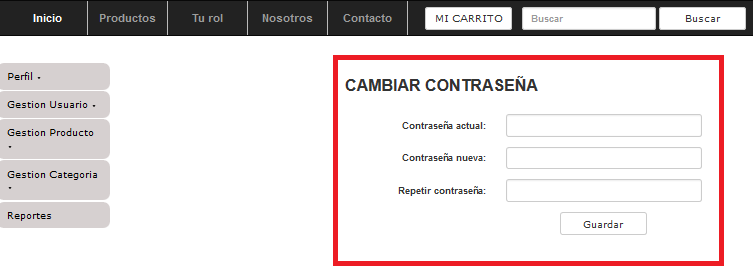 Inicio Productos Tu rol Nosotros Contacto MI CARRITO Buscar Buscar
Perfil
Gestion Usuario
Gestion Producto
Gestion Categoria
Reportes
CAMBIAR CONTRASEÑA
Contraseña actual:
Contraseña nueva:
Repetir contraseña:
Guardar